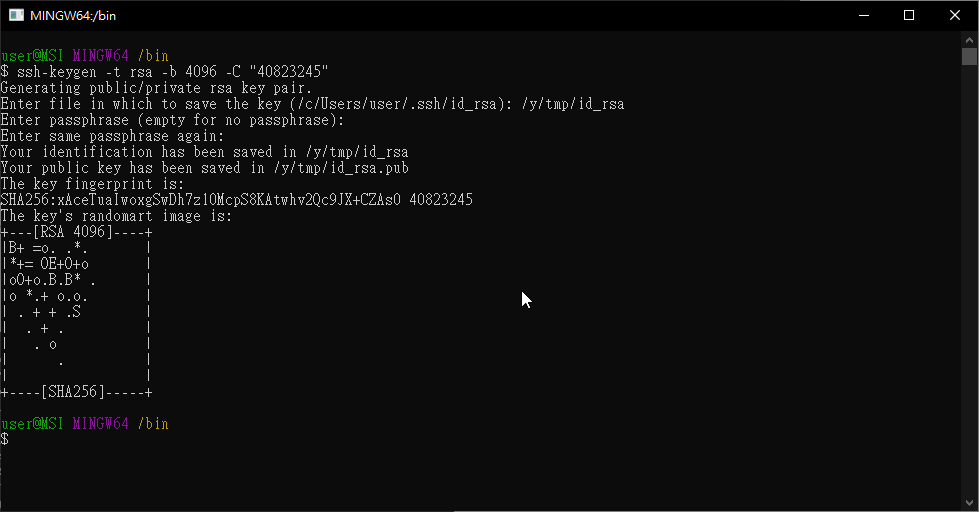 MINGW64:/bin
user@MSI MINGW64 /bin
$ ssh-keygen -t rsa -b 4096 -C "40823245"
Generating public/private rsa key pair.
Enter file in which to save the key (/c/Users/user/.ssh/id_rsa): /y/tmp/id_rsa
Enter passphrase (empty for no passphrase):
Enter same passphrase again:
Your identification has been saved in /y/tmp/id_rsa
Your public key has been saved in /y/tmp/id_rsa.pub
The key fingerprint is:
SHA256:xAceTuaIwoxgSwDh7z10McpS8KAtwhv2Qc9JX+CZAs0 40823245
The key's randomart image is:
+---[RSA 4096]----+
|B+ =o. .*.       |
|*+= OE+O+o       |
|oO+o.B.B* .      |
|o *.+ o.o.       |
| . + + .S        |
|  . + .          |
|   . o           |
|      .          |
|                 |
+----[SHA256]-----+
user@MSI MINGW64 /bin
$